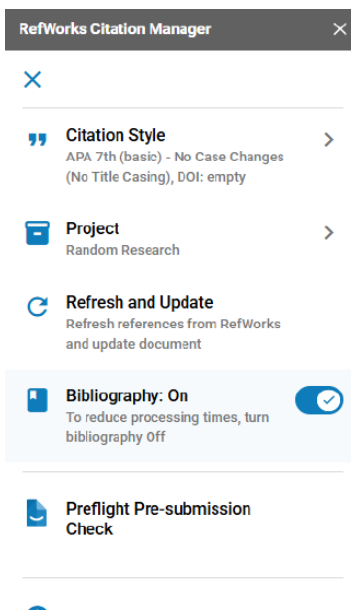 RefWorks Citation Manager
Citation Style
APA 7th (basic) - No Case Changes
(No Title Casing), DOI: empty
Project
Random Research
Refresh and Update
Refresh references from RefWorks
and update document
Bibliography: On
To reduce processing times, turn
bibliography Off
Preflight Pre-submission
Check